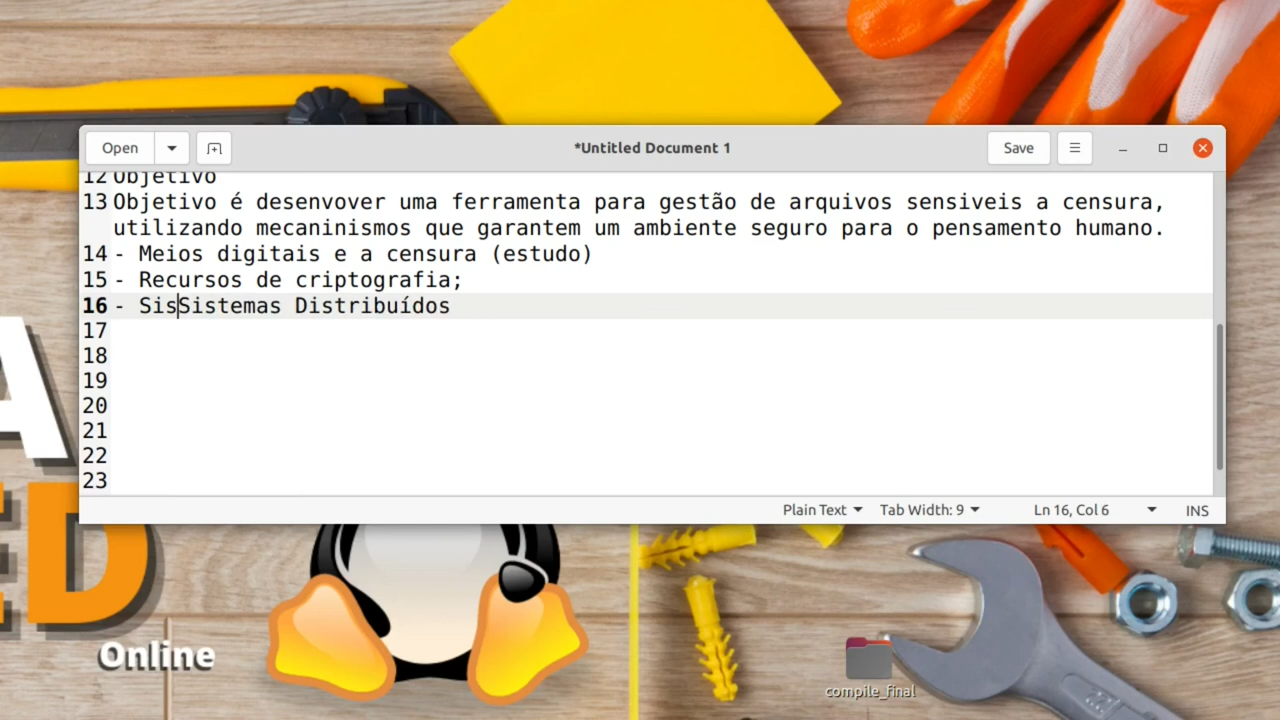 Open
*Untitled Document 1
Save
12 Objetivo
13 Objetivo é desenvover uma ferramenta para gestão de arquivos sensiveis a censura,
utilizando mecaninismos que garantem um ambiente seguro para o pensamento humano.
14 - Meios digitais e a censura (estudo)
15 - Recursos de criptografia;
16 - SisSistemas Distribuídos
17
18
19
20
21
22
23
Plain Text Tab Width: 9 Ln 16, Col 6 INS
A
ED
Online
compile_final